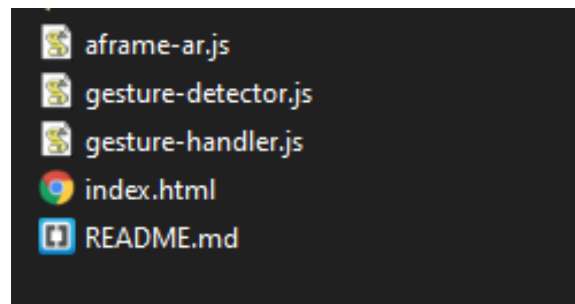 aframe-ar.js
gesture-detector.js
gesture-handler.js
index.html
README.md